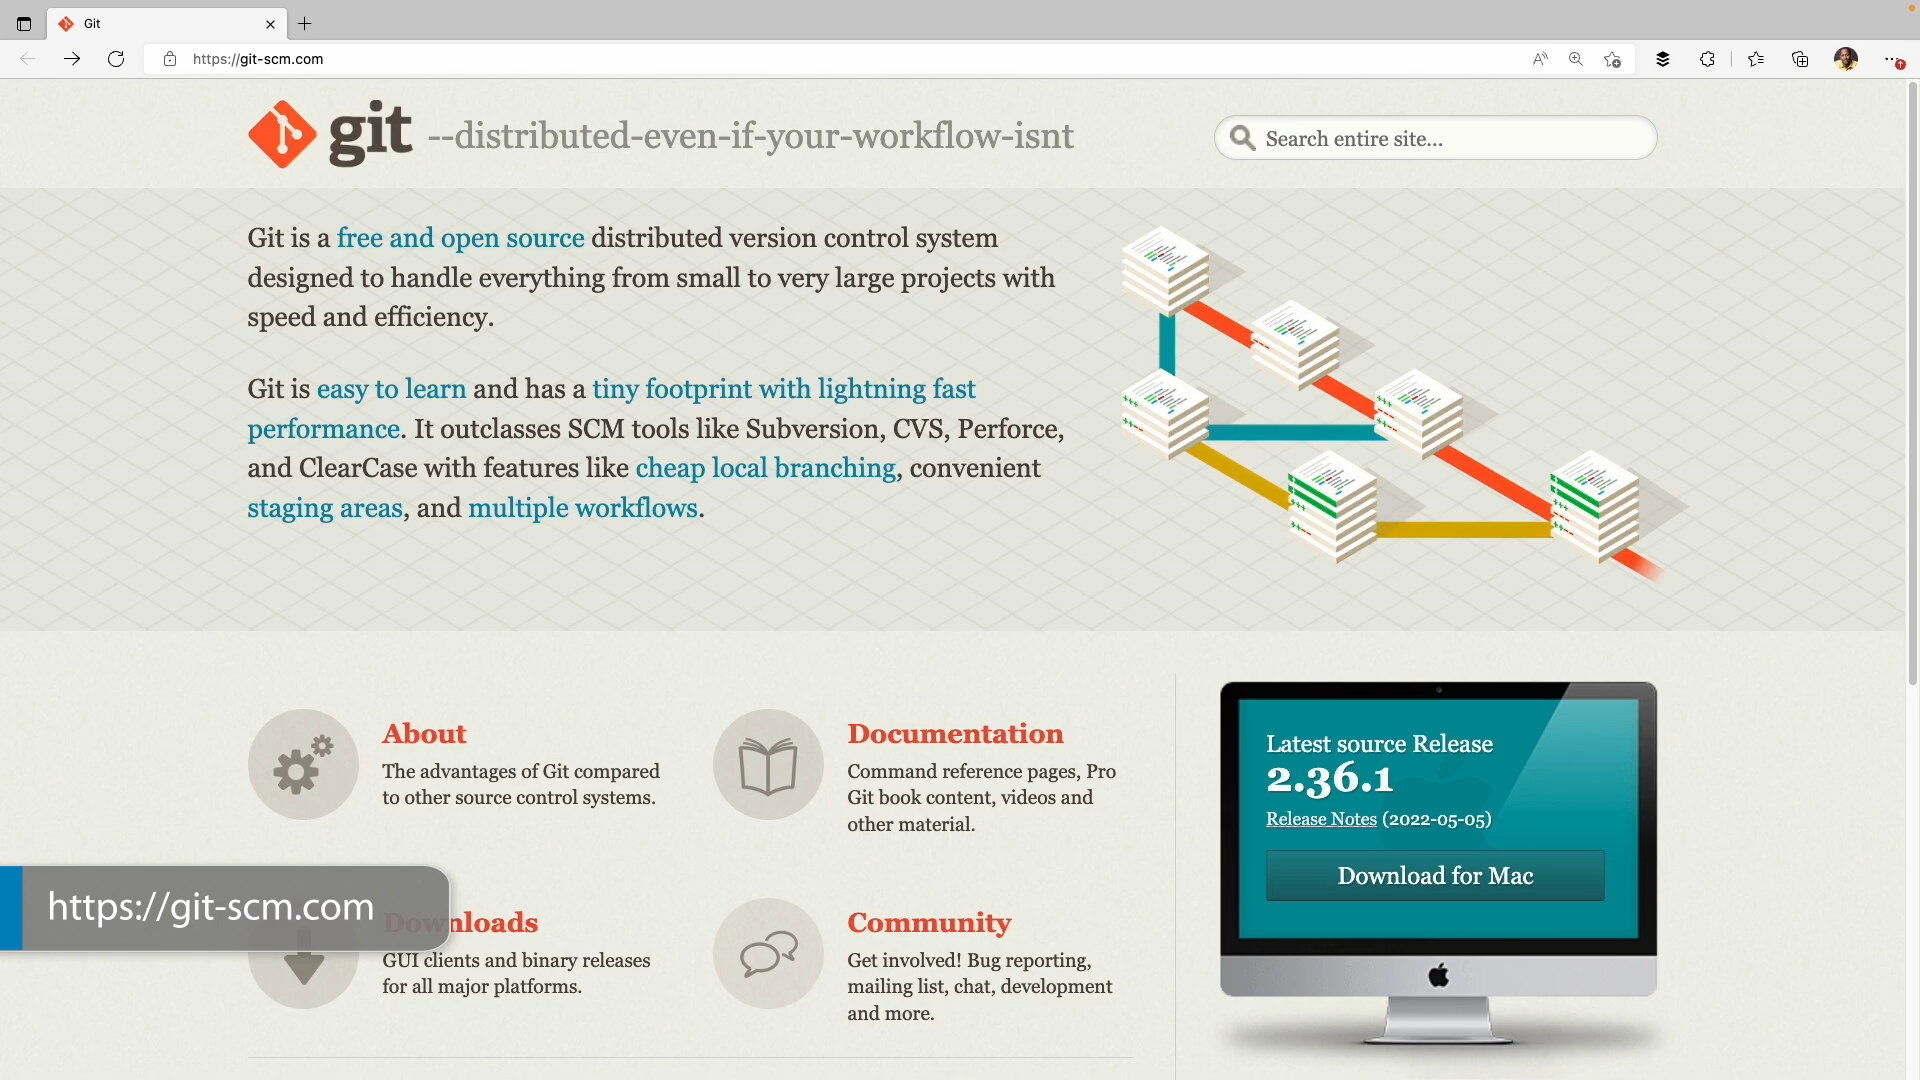 Git
https://git-scm.com
git --distributed-even-if-your-workflow-isnt
Search entire site...
Git is a free and open source distributed version control system
designed to handle everything from small to very large projects with
speed and efficiency.
Git is easy to learn and has a tiny footprint with lightning fast
performance. It outclasses SCM tools like Subversion, CVS, Perforce,
and ClearCase with features like cheap local branching, convenient
staging areas, and multiple workflows.
About
The advantages of Git compared
to other source control systems.
Documentation
Command reference pages, Pro
Git book content, videos and
other material.
Latest source Release
2.36.1
Release Notes (2022-05-05)
Download for Mac
https://git-scm.com
Downloads
GUI clients and binary releases
for all major platforms.
Community
Get involved! Bug reporting,
mailing list, chat, development
and more.